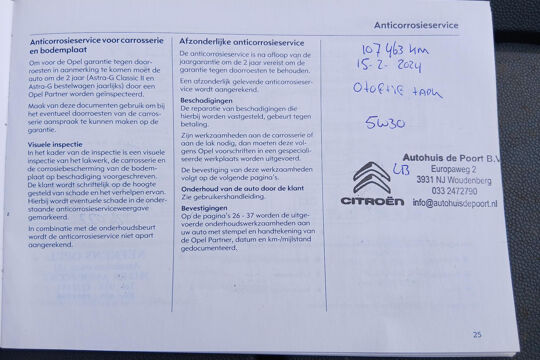 Anticorrosieservice
Anticorrosieservice voor carrosserie
en bodemplaat
Om voor de Opel garantie tegen door-
roesten in aanmerking te komen moet de
auto om de 2 jaar (Astra-G Classic II en
Astra-G bestelwagen jaarlijks) door een
Opel Partner worden geïnspecteerd.
Maak van deze documenten gebruik om bij
het eventueel doorroesten van de carros-
serie aanspraak te kunnen maken op de
garantie.
Visuele inspectie
In het kader van de inspectie is een visuele
inspectie van het lakwerk, de carrosserie en
de corrosiebescherming van de bodem-
plaat op beschadiging voorgeschreven.
De klant wordt schriftelijk op de hoogte
gesteld van schade en het verhelpen ervan.
Hierbij wordt eventuele schade in de onder-
staande anticorrosieserviceweergave
gemarkeerd.
In combinatie met de onderhoudsbeurt
wordt de anticorrosieservice niet apart
aangerekend.
Afzonderlijke anticorrosieservice
De anticorrosieservice is na afloop van de
jaargarantie om de 2 jaar vereist om de
garantie tegen doorroesten te behouden.
Een afzonderlijk geleverde anticorrosieser-
vice wordt aangerekend.
Beschadigingen
De reparatie van beschadigingen die
hierbij worden vastgesteld, gebeurt tegen
betaling.
Zijn werkzaamheden aan de carrosserie of
aan de lak nodig, dan moeten deze vol-
gens Opel voorschriften in een gespeciali-
seerde werkplaats worden uitgevoerd.
De bevestiging van deze werkzaamheden
volgt op de volgende pagina's.
Onderhoud van de auto door de klant
Zie gebruikershandleiding.
Bevestigingen
Op de pagina's 26 - 37 worden de uitge-
voerde onderhoudswerkzaamheden aan
uw auto met stempel en handtekening van
de Opel Partner, datum en km-/mijlstand
gedocumenteerd.
107463 KM
15-2-2024
5W30
CITROËN
Autohuis de Poort B.V.
Europaweg 2
3931 NJ Woudenberg
033 2472790
info@autohuisdepoort.nl
25